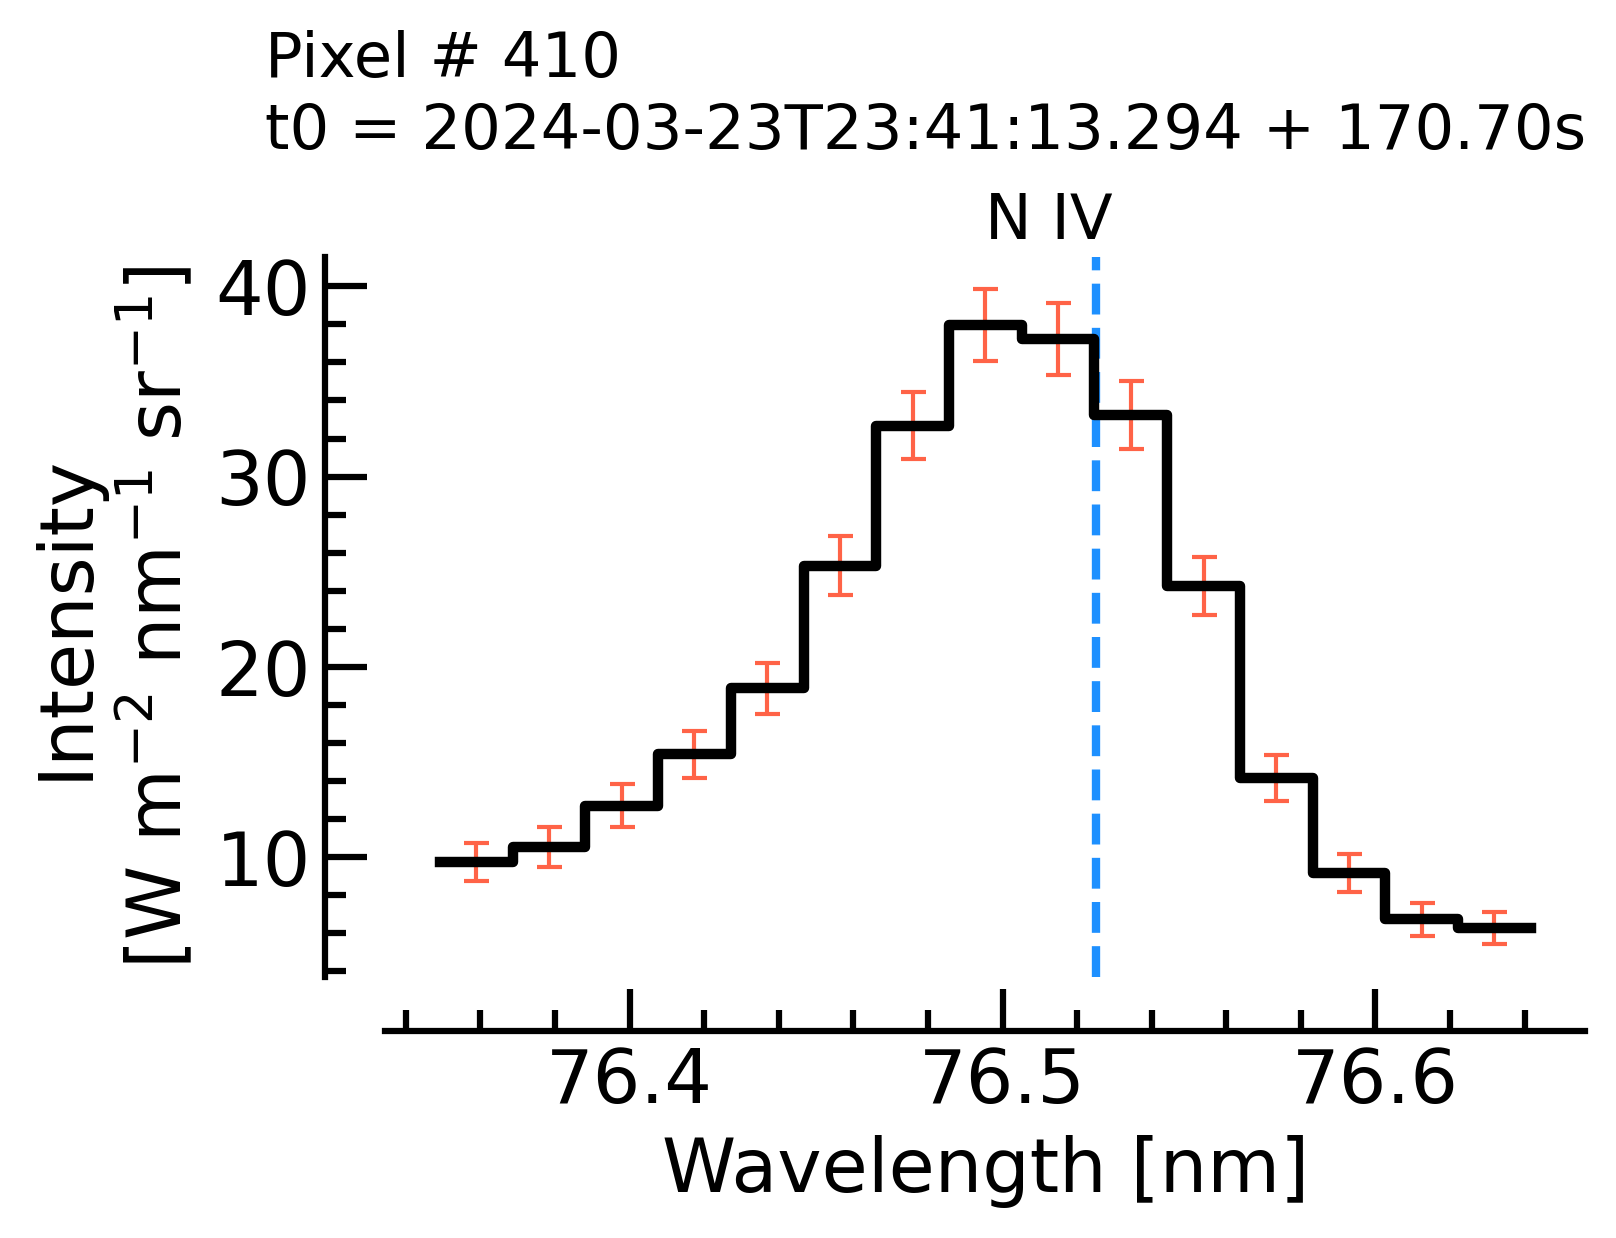 Pixel # 410
t0 = 2024-03-23T23:41:13.294 + 170.70s
N IV
Intensity
[W m⁻² nm⁻¹ sr⁻¹]
40
30
20
10
76.4 76.5 76.6
Wavelength [nm]